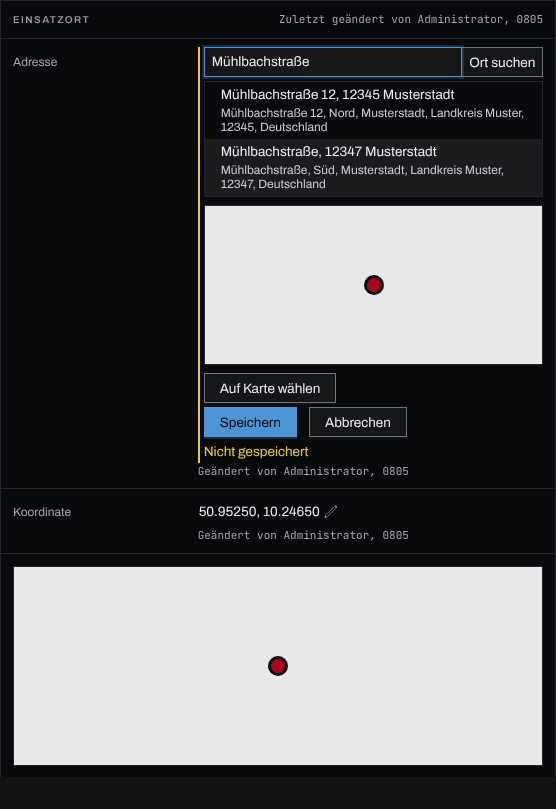 EINSATZORT
Zuletzt geändert von Administrator, 0805
Adresse
Mühlbachstraße
Ort suchen
Mühlbachstraße 12, 12345 Musterstadt
Mühlbachstraße 12, Nord, Musterstadt, Landkreis Muster,
12345, Deutschland
Mühlbachstraße, 12347 Musterstadt
Mühlbachstraße, Süd, Musterstadt, Landkreis Muster,
12347, Deutschland
Auf Karte wählen
Speichern
Abbrechen
Nicht gespeichert
Geändert von Administrator, 0805
Koordinate
50.95250, 10.24650
Geändert von Administrator, 0805